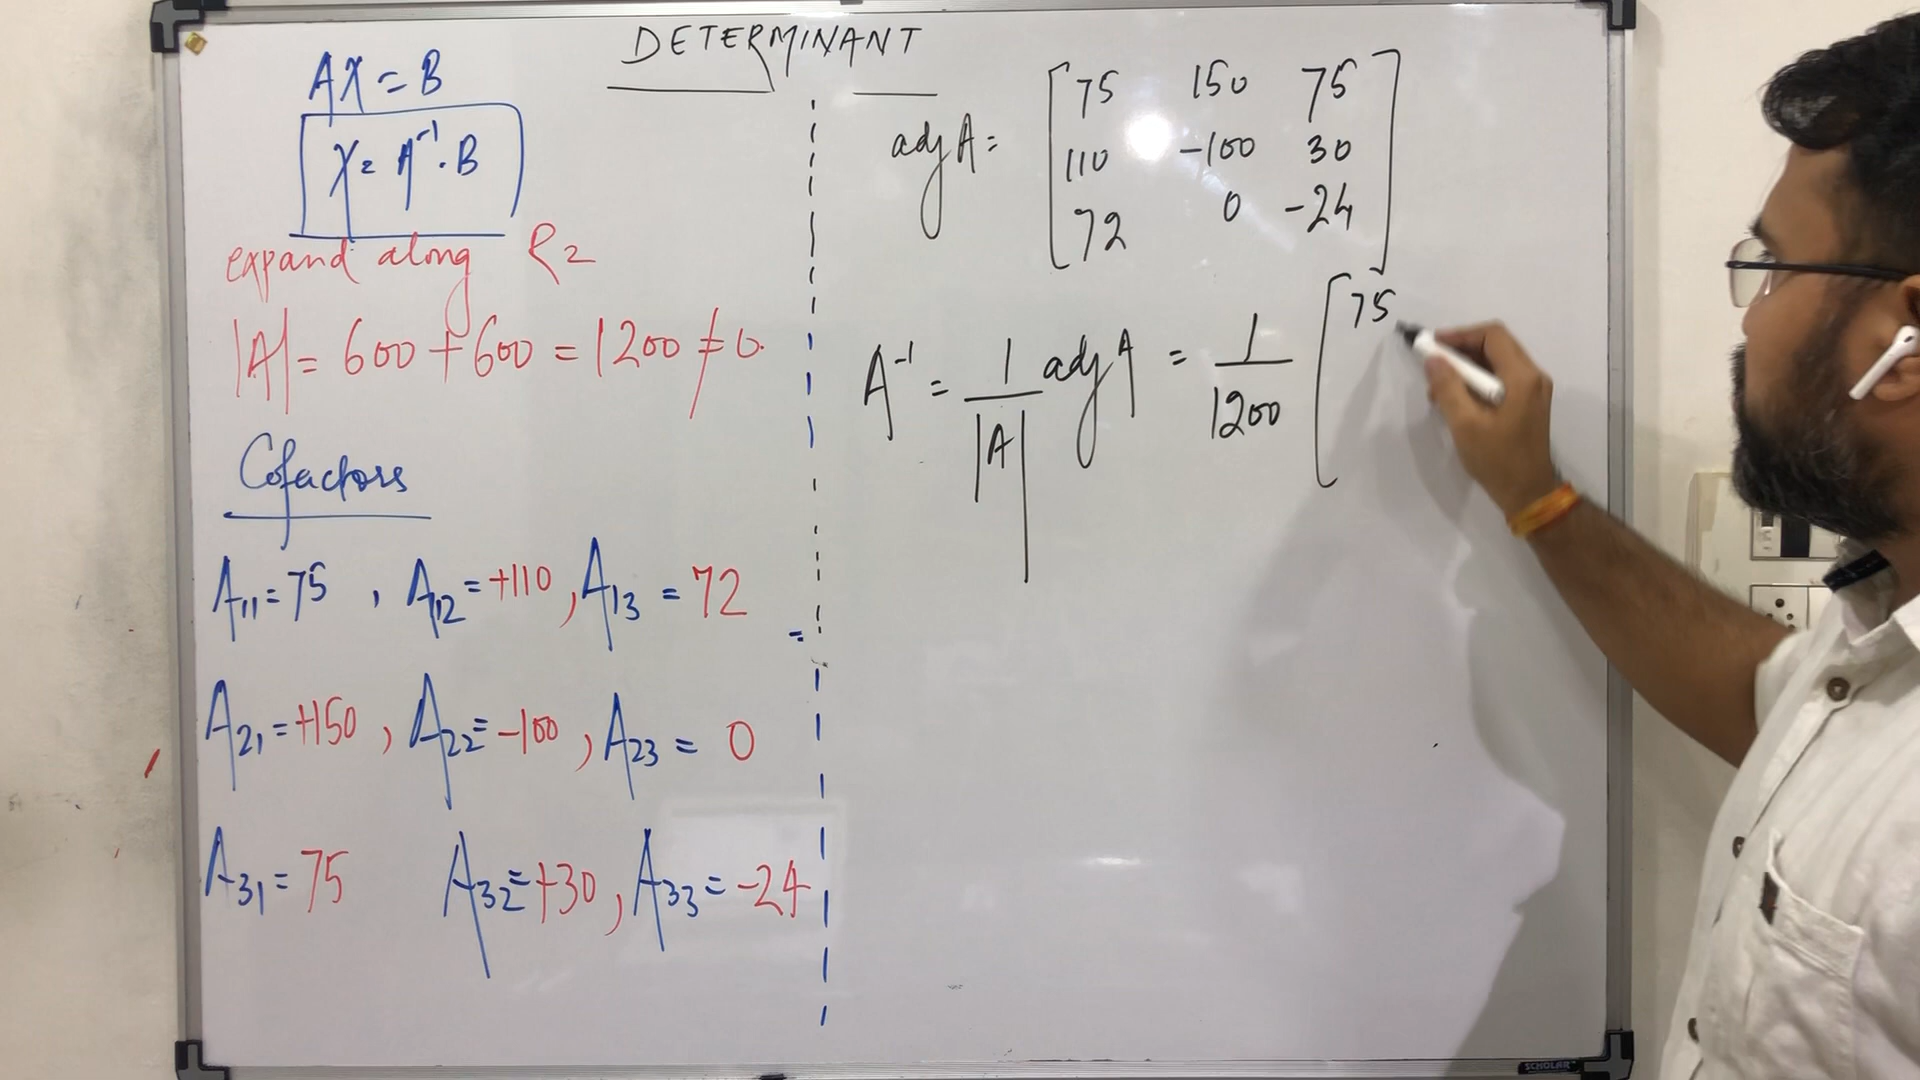 DETERMINANT
AX = B
X = A⁻¹ · B
expand along R2
|A| = 600 + 600 = 1200 ≠ 0.
Cofactors
A11 = 75 , A12 = +110 , A13 = 72
A21 = +150 , A22 = -100 , A23 = 0
A31 = 75 A32 = +30 , A33 = -24
=
adj A =
75 150 75
110 -100 30
72 0 -24
A⁻¹ = 1/|A| adj A = 1/1200 [ 75
SCHOLAR